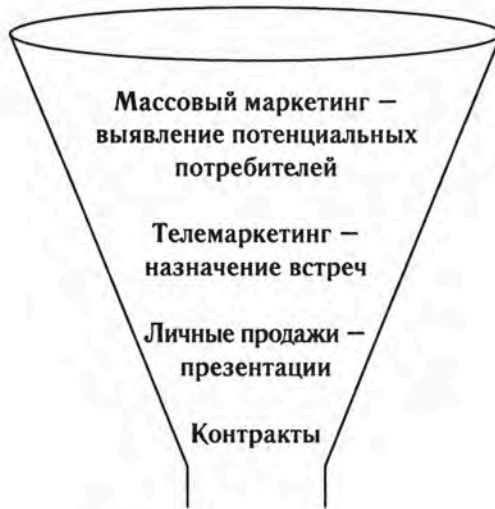 Массовый маркетинг –
выявление потенциальных
потребителей
Телемаркетинг –
назначение встреч
Личные продажи –
презентации
Контракты